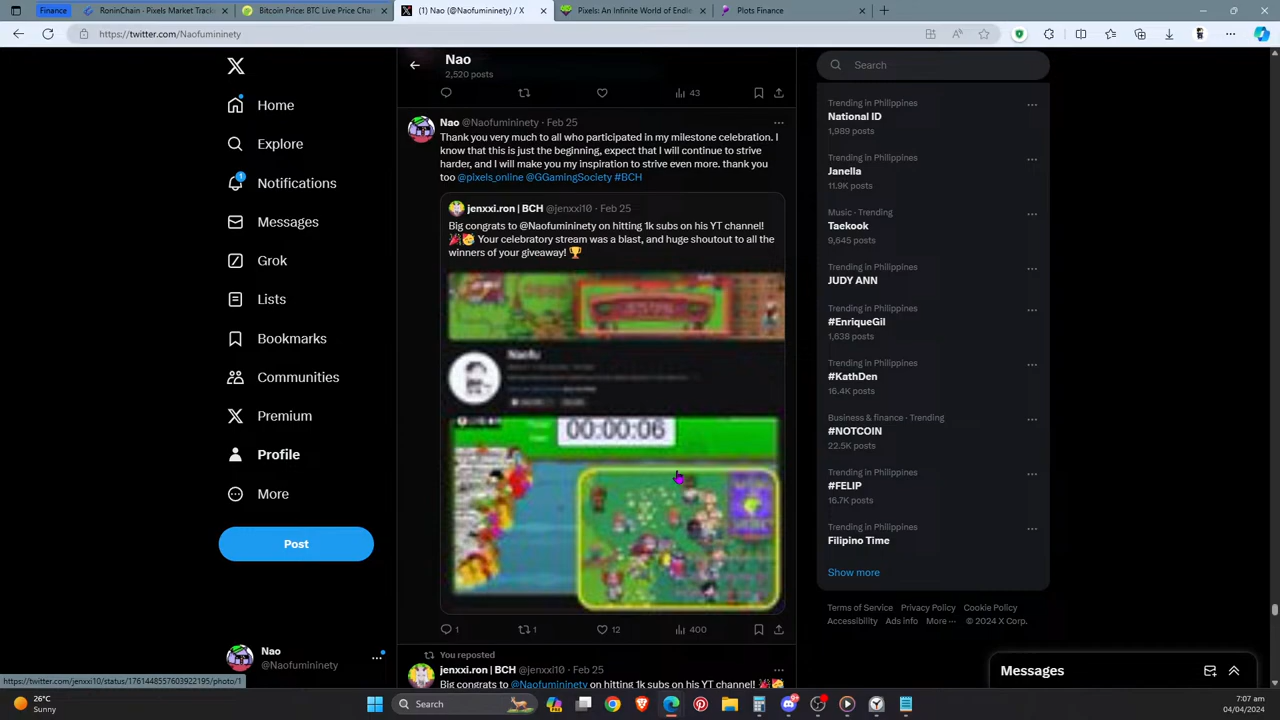 Finance
RoninChain - Pixels Market Track
Bitcoin Price: BTC Live Price Char
(1) Nao (@Naofumininety) / X
Pixels: An Infinite World of Endle
Plots Finance
https://twitter.com/Naofumininety
Home
Explore
1
Notifications
Messages
Grok
Lists
Bookmarks
Communities
Premium
Profile
More
Post
Nao
@Naofumininety
https://twitter.com/jenxxi10/status/1761448557603922195/photo/1
Nao
2,520 posts
43
Nao @Naofumininety · Feb 25
Thank you very much to all who participated in my milestone celebration. I
know that this is just the beginning, expect that I will continue to strive
harder, and I will make you my inspiration to strive even more. thank you
too @pixels_online @GGamingSociety #BCH
jenxxi.ron | BCH @jenxxi10 · Feb 25
Big congrats to @Naofumininety on hitting 1k subs on his YT channel!
🎉🥳 Your celebratory stream was a blast, and huge shoutout to all the
winners of your giveaway! 🏆
Naofu
00:00:06
1
1
12
400
You reposted
jenxxi.ron | BCH @jenxxi10 · Feb 25
Big congrats to @Naofumininety on hitting 1k subs on his YT channel! 🎉🥳
Search
Trending in Philippines
National ID
1,989 posts
Trending in Philippines
Janella
11.9K posts
Music · Trending
Taekook
9,645 posts
Trending in Philippines
JUDY ANN
Trending in Philippines
#EnriqueGil
1,638 posts
Trending in Philippines
#KathDen
16.4K posts
Business & finance · Trending
#NOTCOIN
22.5K posts
Trending in Philippines
#FELIP
16.7K posts
Trending in Philippines
Filipino Time
Show more
Terms of Service Privacy Policy Cookie Policy
Accessibility Ads info More ··· © 2024 X Corp.
Messages
26°C
Sunny
Search
7:07 am
04/04/2024